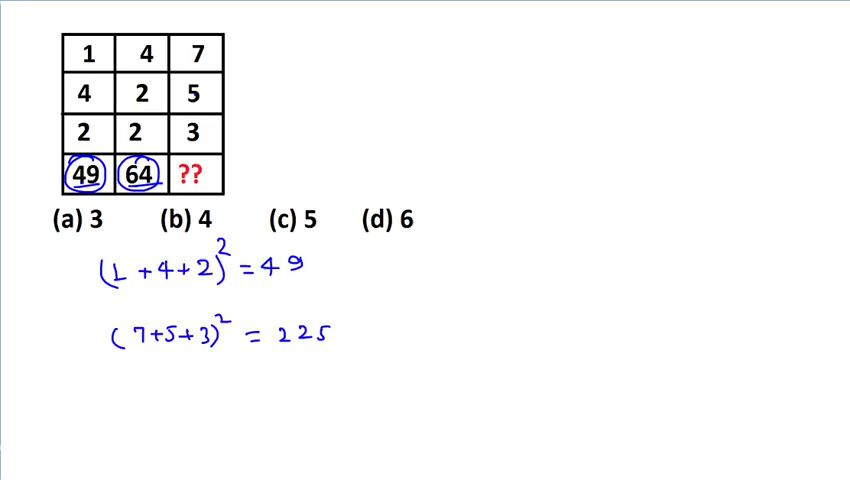 1 4 7
4 2 5
2 2 3
49 64 ??
(a) 3 (b) 4 (c) 5 (d) 6
(1 + 4 + 2)² = 49
(7+5+3)² = 225